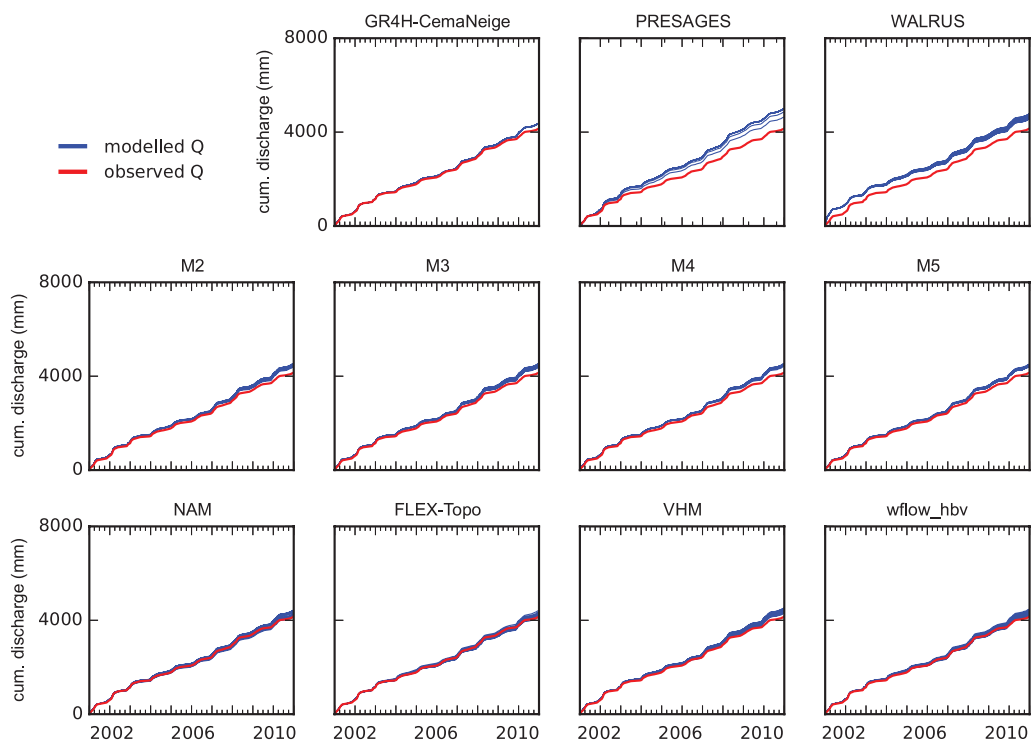 GR4H-CemaNeige PRESAGES WALRUS
8000
4000
0
cum. discharge (mm)
modelled Q
observed Q
M2 M3 M4 M5
8000
4000
0
cum. discharge (mm)
NAM FLEX-Topo VHM wflow_hbv
8000
4000
0
cum. discharge (mm)
2002 2006 2010 2002 2006 2010 2002 2006 2010 2002 2006 2010